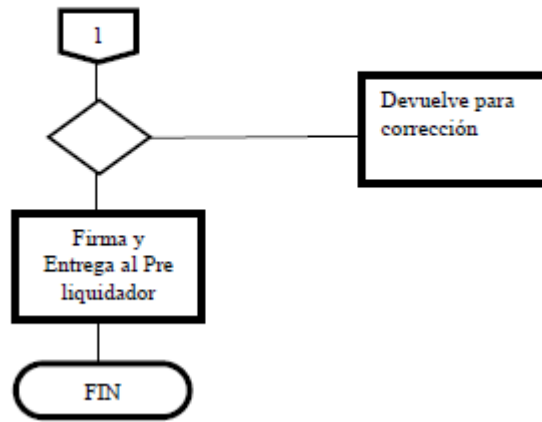 1
Devuelve para
corrección
Firma y
Entrega al Pre
liquidador
FIN